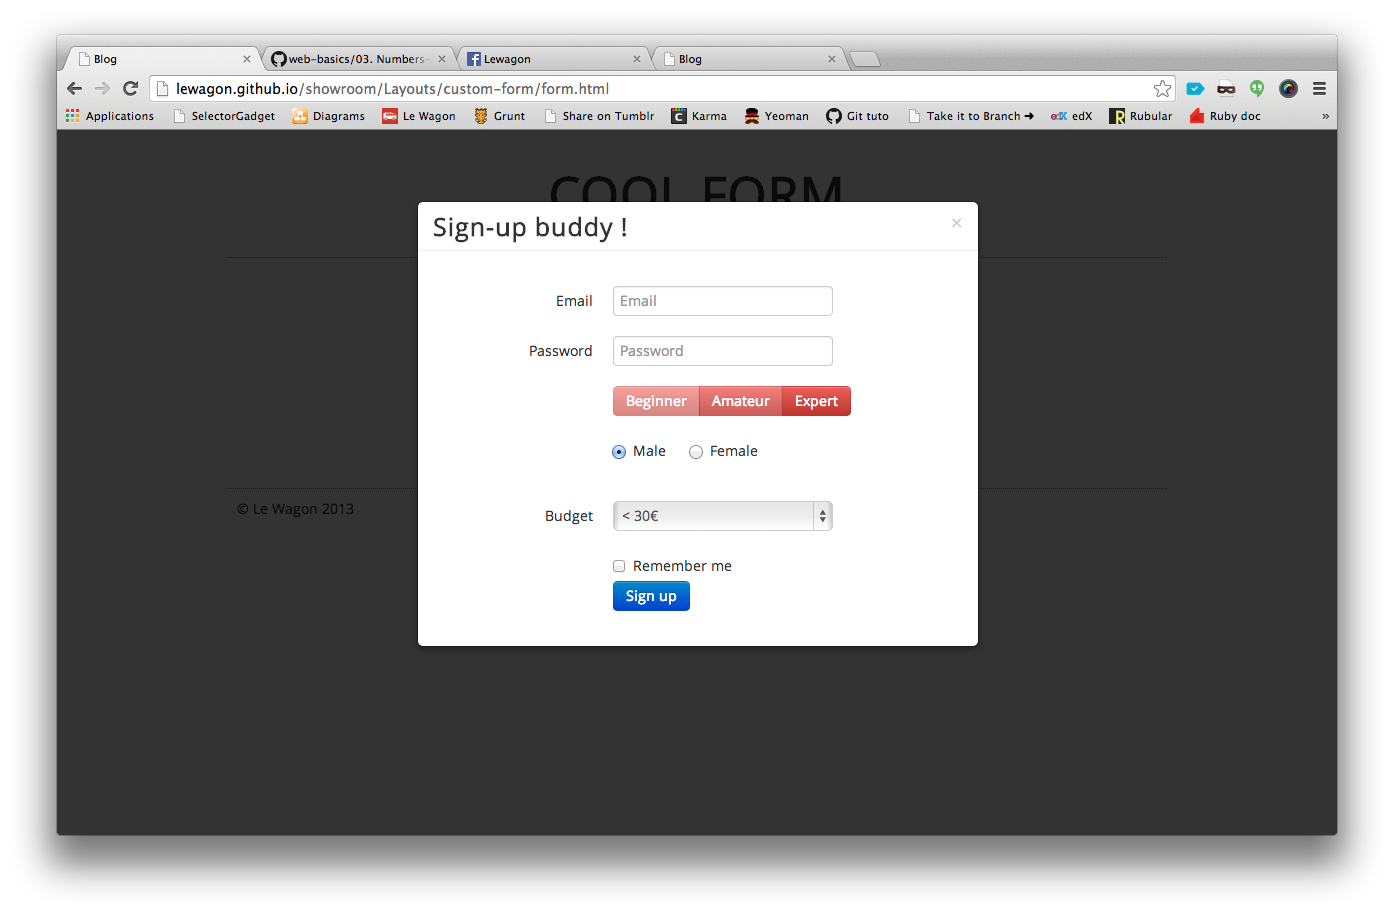 Blog
web-basics/03. Numbers-
Lewagon
Blog
lewagon.github.io/showroom/Layouts/custom-form/form.html
Applications SelectorGadget Diagrams Le Wagon Grunt Share on Tumblr Karma Yeoman Git tuto Take it to Branch ➜ edX edX Rubular Ruby doc »
COOL FORM
Sign-up buddy ! ×
Email Email
Password Password
Beginner Amateur Expert
Male Female
Budget < 30€
Remember me
Sign up
© Le Wagon 2013